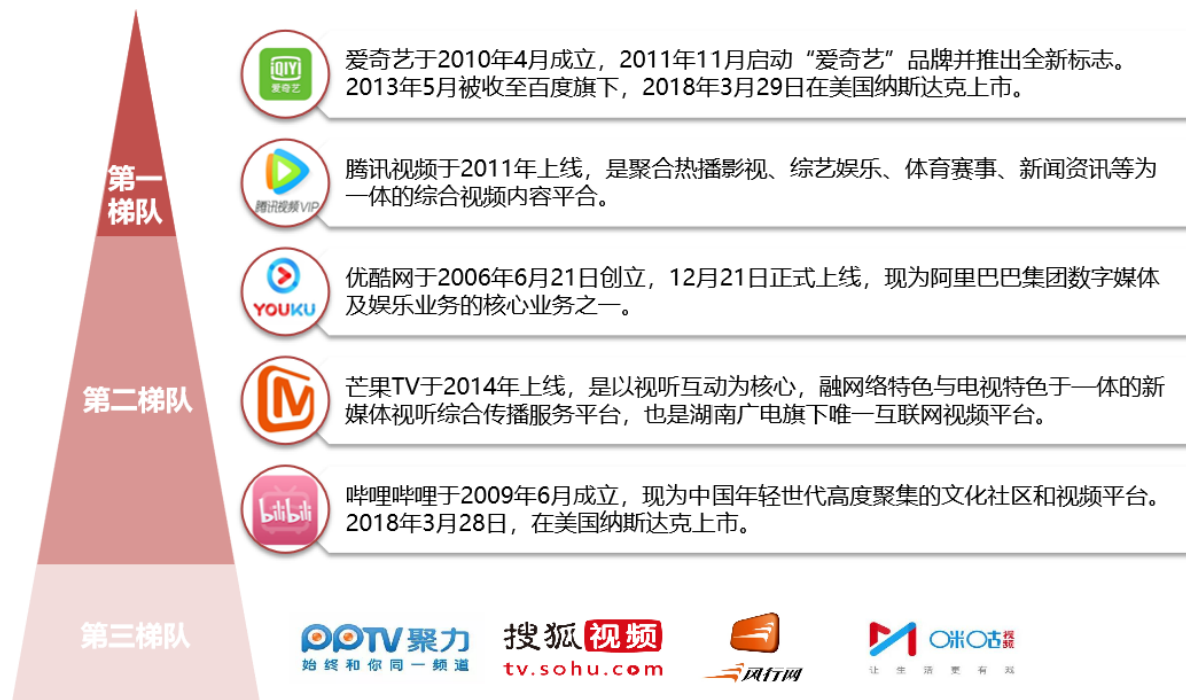 iQIYI
爱奇艺
爱奇艺于2010年4月成立，2011年11月启动“爱奇艺”品牌并推出全新标志。
2013年5月被收至百度旗下，2018年3月29日在美国纳斯达克上市。
第一
梯队
腾讯视频VIP
腾讯视频于2011年上线，是聚合热播影视、综艺娱乐、体育赛事、新闻资讯等为
一体的综合视频内容平台。
YOUKU
优酷网于2006年6月21日创立，12月21日正式上线，现为阿里巴巴集团数字媒体
及娱乐业务的核心业务之一。
第二梯队
芒果TV于2014年上线，是以视听互动为核心，融网络特色与电视特色于一体的新
媒体视听综合传播服务平台，也是湖南广电旗下唯一互联网视频平台。
bilibili
哔哩哔哩于2009年6月成立，现为中国年轻世代高度聚集的文化社区和视频平台。
2018年3月28日，在美国纳斯达克上市。
第三梯队
PPTV聚力
始终和你同一频道
搜狐视频
tv.sohu.com
风行网
咪咕视频
让生活更有戏